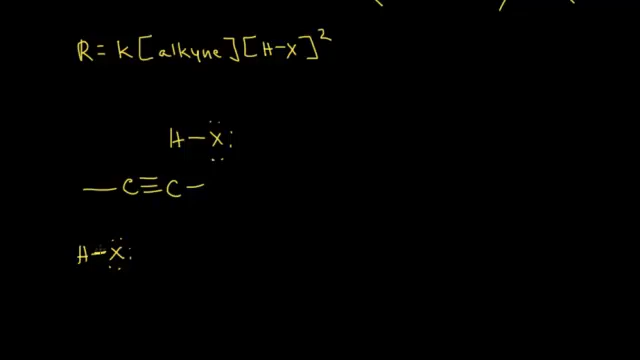 R = K[alkyne][H-X]²
H-X:
-C≡C-
H-X: